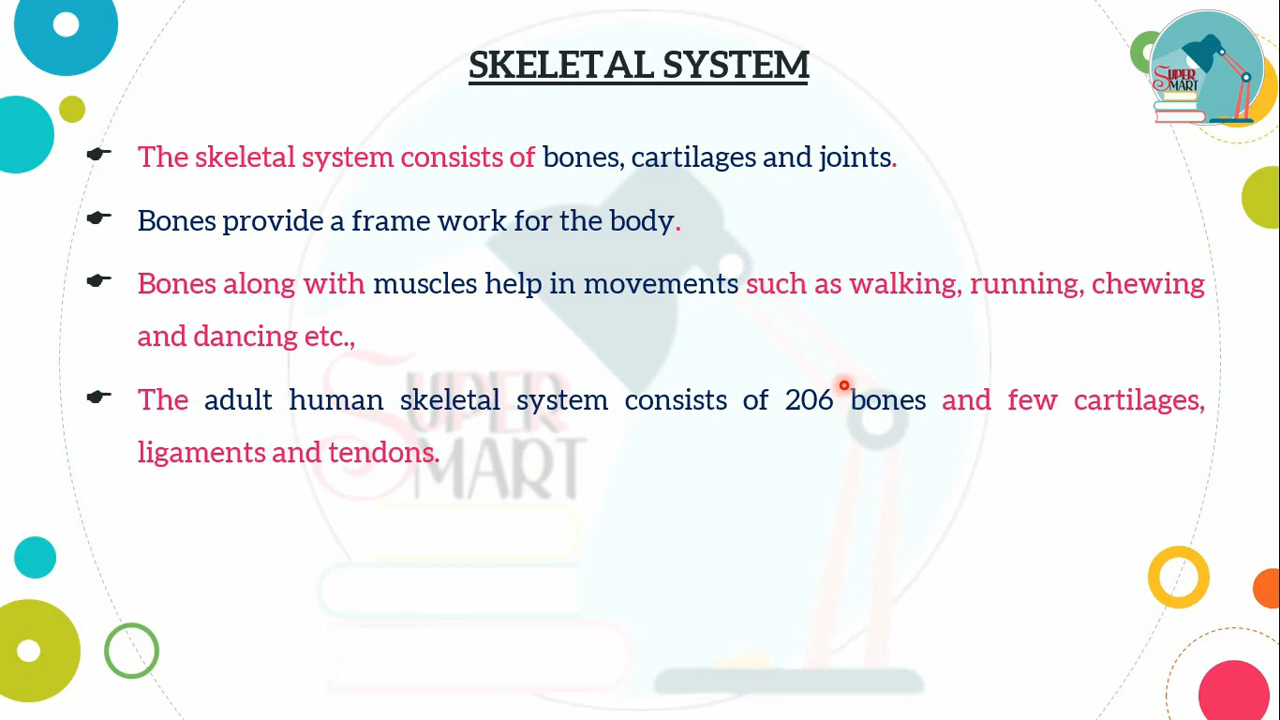 SKELETAL SYSTEM
SUPER
SMART
The skeletal system consists of bones, cartilages and joints.
Bones provide a frame work for the body.
Bones along with muscles help in movements such as walking, running, chewing
and dancing etc.,
The adult human skeletal system consists of 206 bones and few cartilages,
ligaments and tendons.
SUPER
SMART